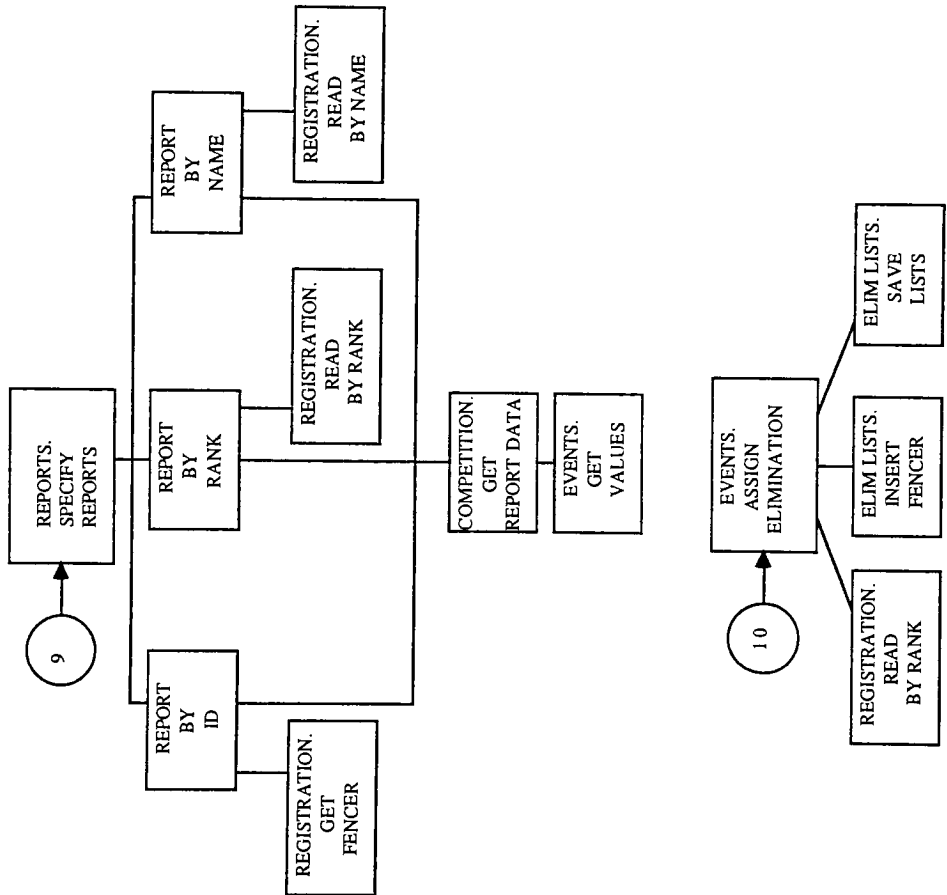 9
REPORTS.
SPECIFY
REPORTS
REPORT
BY
ID
REPORT
BY
RANK
REPORT
BY
NAME
REGISTRATION.
GET
FENCER
REGISTRATION.
READ
BY RANK
REGISTRATION.
READ
BY NAME
COMPETITION.
GET
REPORT DATA
EVENTS.
GET
VALUES
10
EVENTS.
ASSIGN
ELIMINATION
REGISTRATION.
READ
BY RANK
ELIM LISTS.
INSERT
FENCER
ELIM LISTS.
SAVE
LISTS